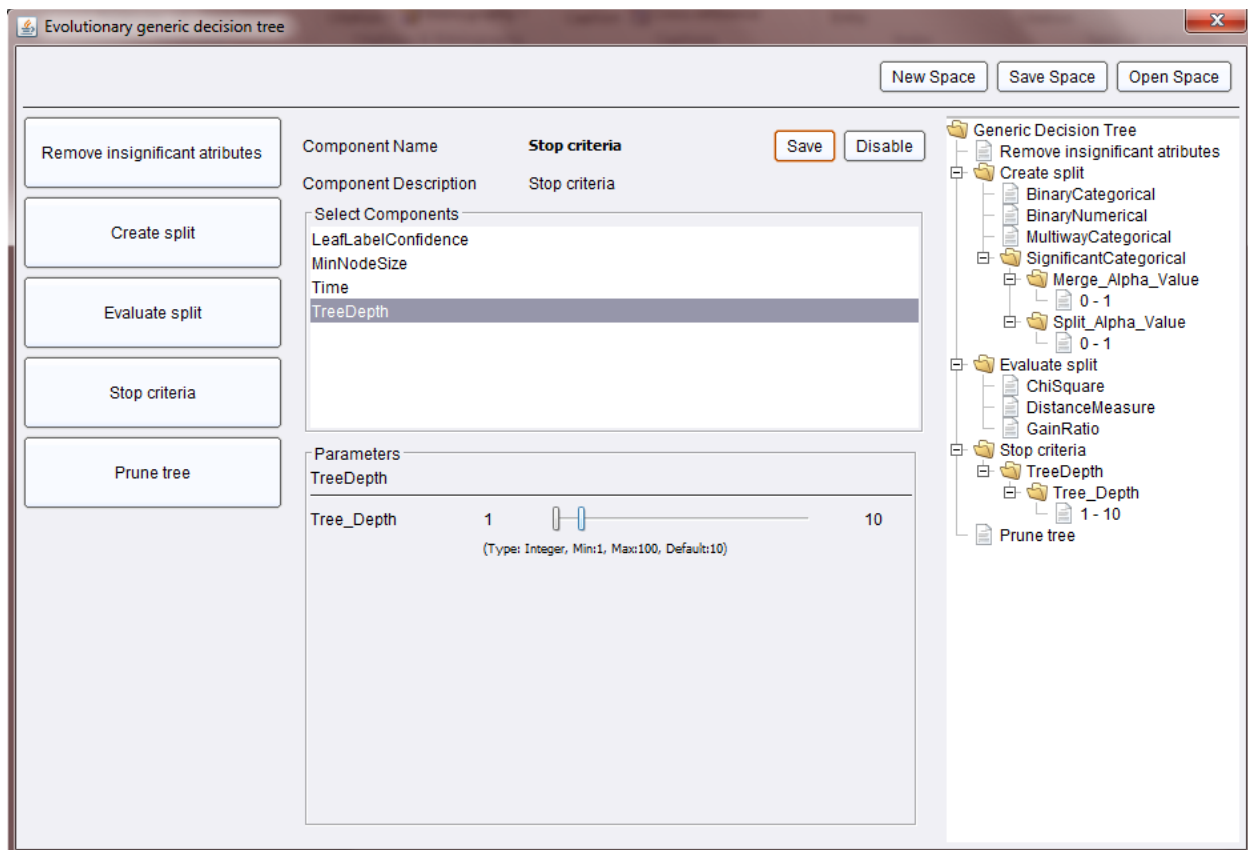 Evolutionary generic decision tree
New Space
Save Space
Open Space
Remove insignificant atributes
Create split
Evaluate split
Stop criteria
Prune tree
Component Name
Stop criteria
Save
Disable
Component Description
Stop criteria
Select Components
LeafLabelConfidence
MinNodeSize
Time
TreeDepth
Parameters
TreeDepth
Tree_Depth
1
10
(Type: Integer, Min:1, Max:100, Default:10)
Generic Decision Tree
Remove insignificant atributes
Create split
BinaryCategorical
BinaryNumerical
MultiwayCategorical
SignificantCategorical
Merge_Alpha_Value
0 - 1
Split_Alpha_Value
0 - 1
Evaluate split
ChiSquare
DistanceMeasure
GainRatio
Stop criteria
TreeDepth
Tree_Depth
1 - 10
Prune tree